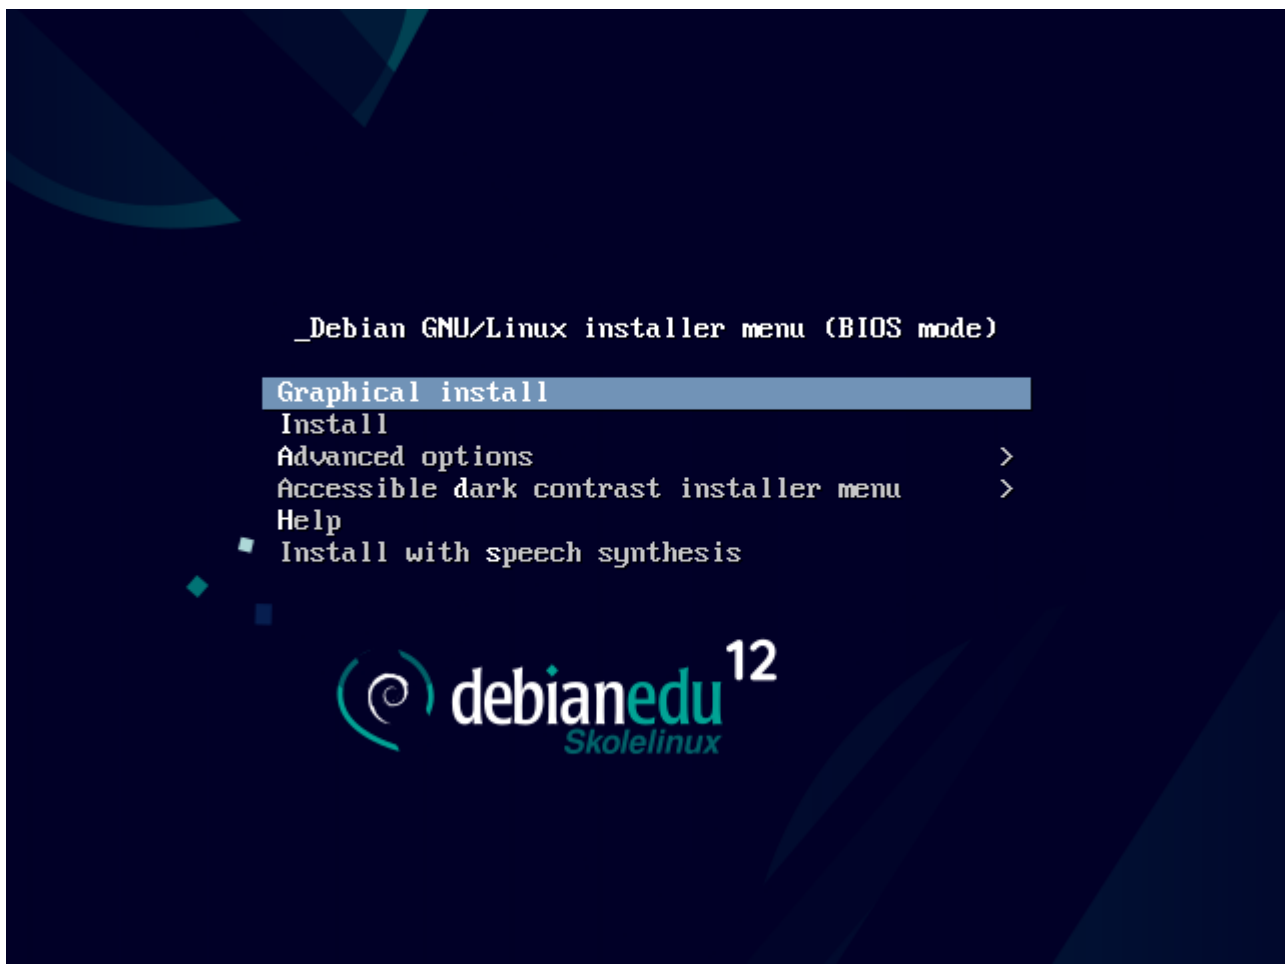 _Debian GNU/Linux installer menu (BIOS mode)
Graphical install
Install
Advanced options >
Accessible dark contrast installer menu >
Help
Install with speech synthesis
debianedu 12
Skolelinux